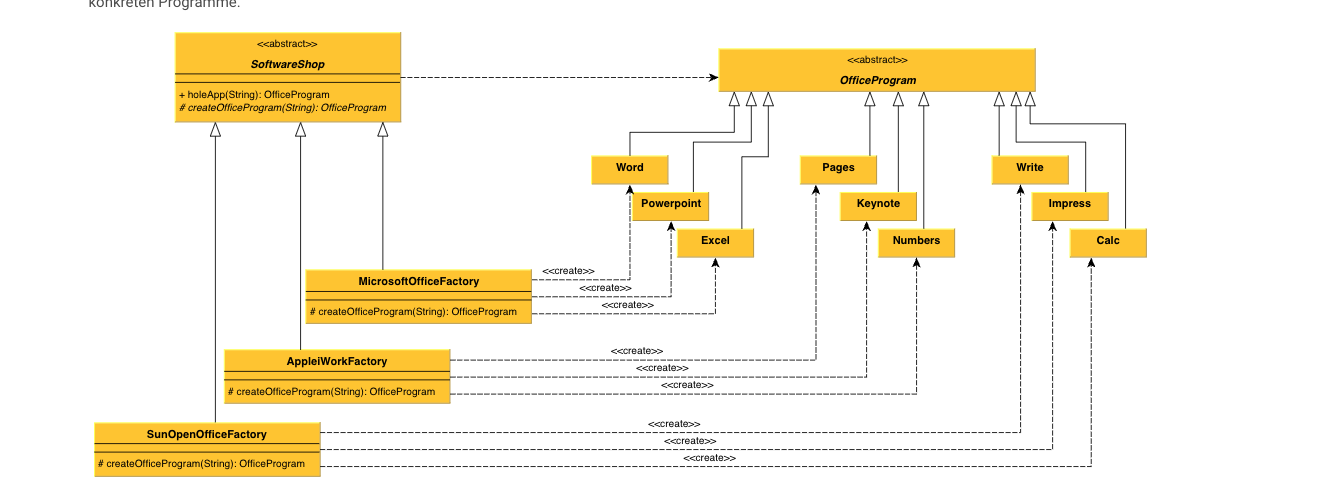 konkreten Programme.
<<abstract>>
SoftwareShop
+ holeApp(String): OfficeProgram
# createOfficeProgram(String): OfficeProgram
<<abstract>>
OfficeProgram
Word
Powerpoint
Excel
Pages
Keynote
Numbers
Write
Impress
Calc
MicrosoftOfficeFactory
# createOfficeProgram(String): OfficeProgram
<<create>>
<<create>>
<<create>>
AppleiWorkFactory
# createOfficeProgram(String): OfficeProgram
<<create>>
<<create>>
<<create>>
SunOpenOfficeFactory
# createOfficeProgram(String): OfficeProgram
<<create>>
<<create>>
<<create>>